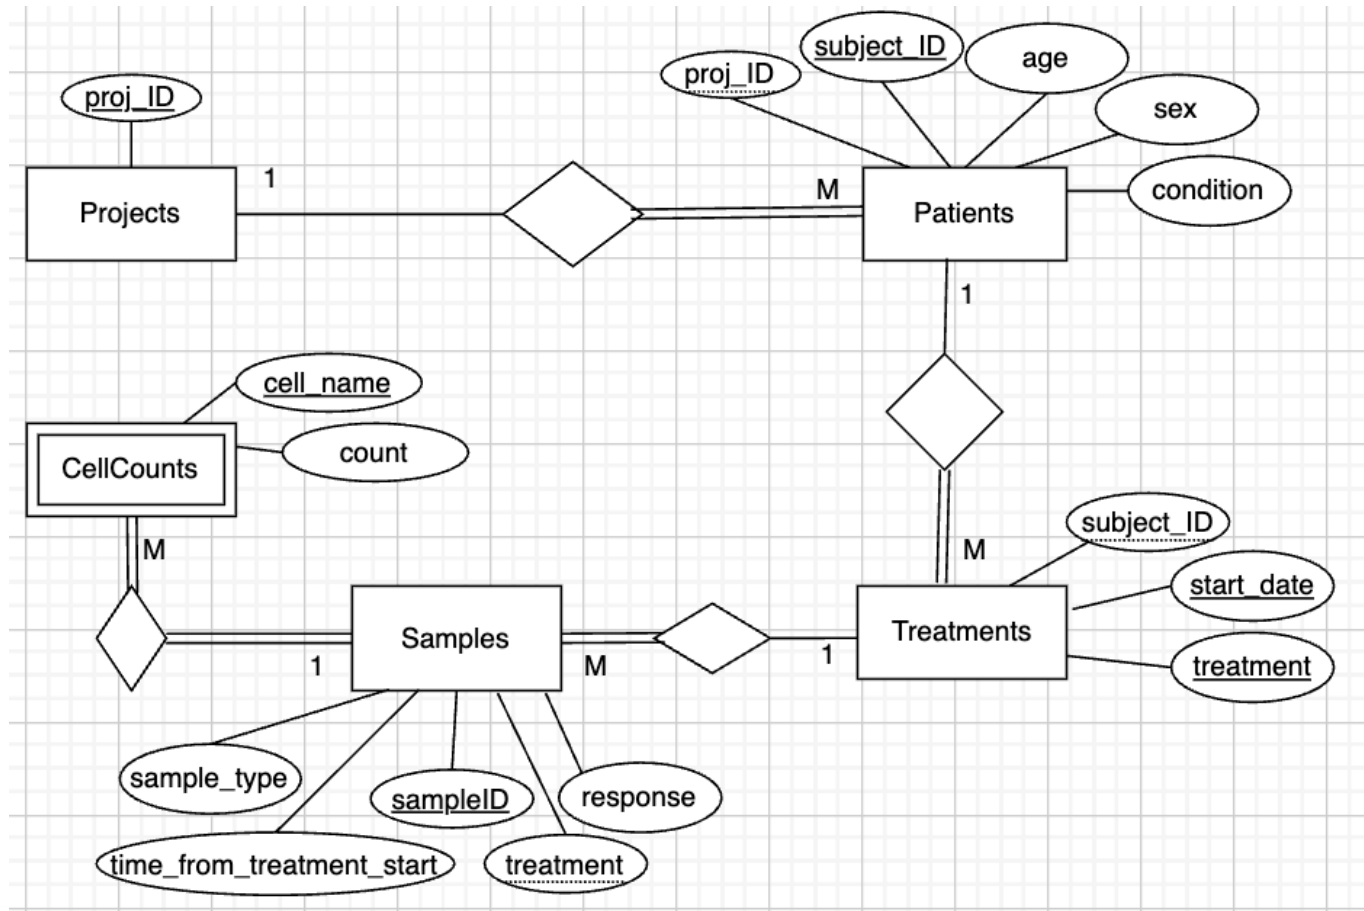 subject_ID
proj_ID
age
proj_ID
sex
1
M
condition
Projects
Patients
1
cell_name
count
CellCounts
subject_ID
M
M
start_date
Treatments
Samples
1
M
1
treatment
sample_type
sampleID
response
time_from_treatment_start
treatment